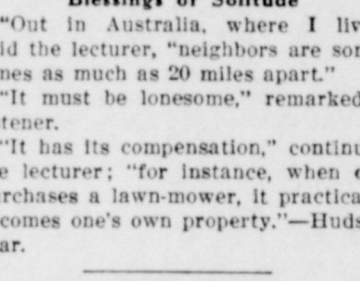 Blessings of Solitude
"Out in Australia, where I liv
id the lecturer, "neighbors are som
nes as much as 20 miles apart."
"It must be lonesome," remarked
tener.
"It has its compensation," continu
e lecturer; "for instance, when o
rchases a lawn-mower, it practica
comes one's own property."—Huds
ar.